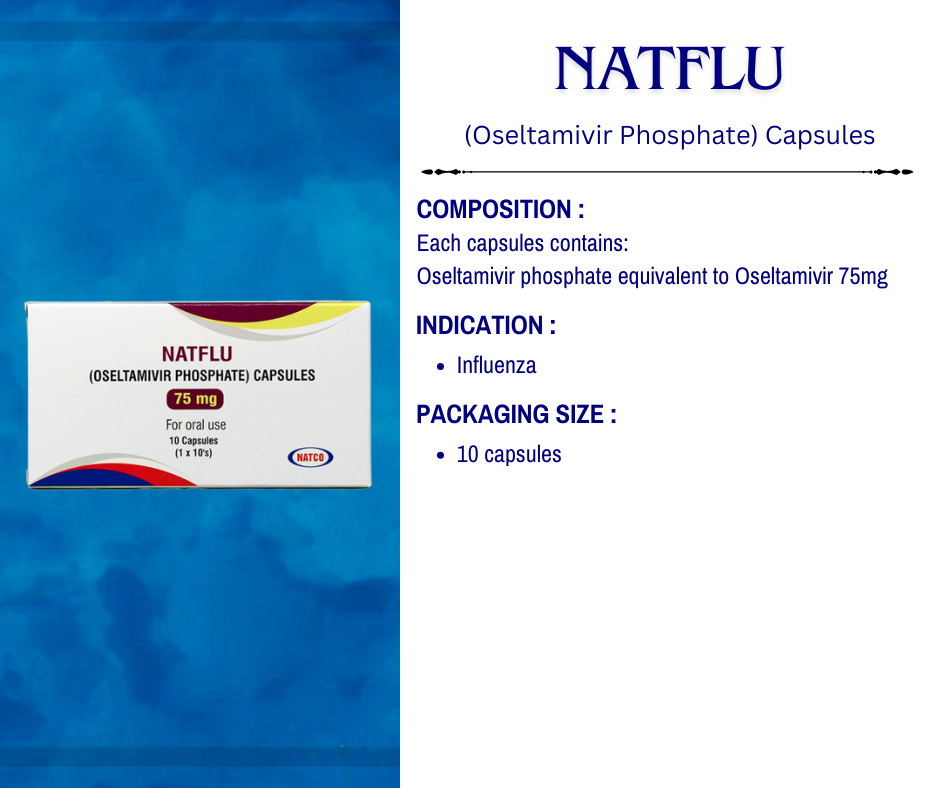 NATFLU
(OSELTAMIVIR PHOSPHATE) CAPSULES
75 mg
For oral use
10 Capsules
(1 x 10's)
NATCO
NATFLU
(Oseltamivir Phosphate) Capsules
COMPOSITION :
Each capsules contains:
Oseltamivir phosphate equivalent to Oseltamivir 75mg
INDICATION :
• Influenza
PACKAGING SIZE :
• 10 capsules